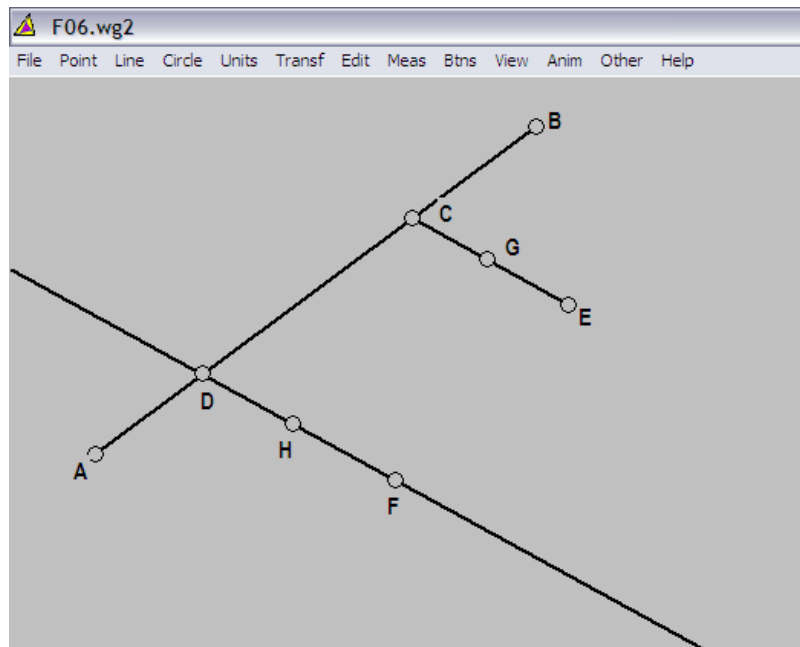 F06.wg2
File Point Line Circle Units Transf Edit Meas Btns View Anim Other Help
B
C
G
E
D
H
A
F